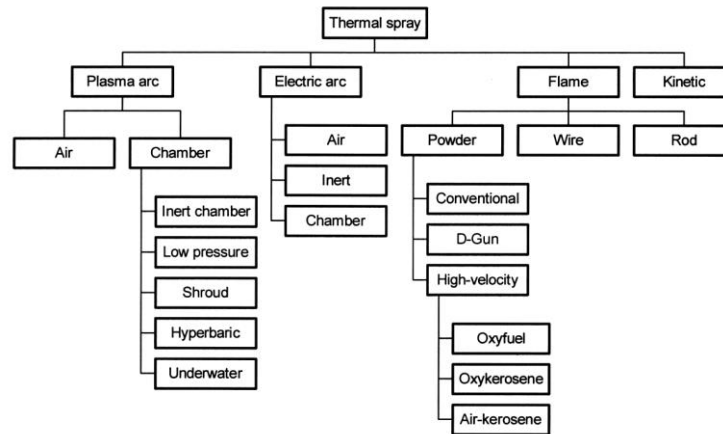 Thermal spray
Plasma arc
Electric arc
Flame
Kinetic
Air
Chamber
Air
Powder
Wire
Rod
Inert chamber
Inert
Conventional
Low pressure
Chamber
D-Gun
Shroud
High-velocity
Hyperbaric
Oxyfuel
Underwater
Oxykerosene
Air-kerosene